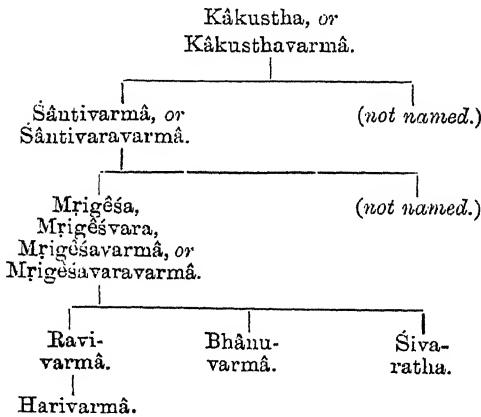 Kâkustha, or
Kâkusthavarmâ.
Śântivarmâ, or
Śântivaravarmâ.
(not named.)
Mṛigêśa,
Mṛigêśvara,
Mṛigêśavarmâ, or
Mṛigêśavaravarmâ.
(not named.)
Ravi-
varmâ.
Bhânu-
varmâ.
Śiva-
ratha.
Harivarmâ.